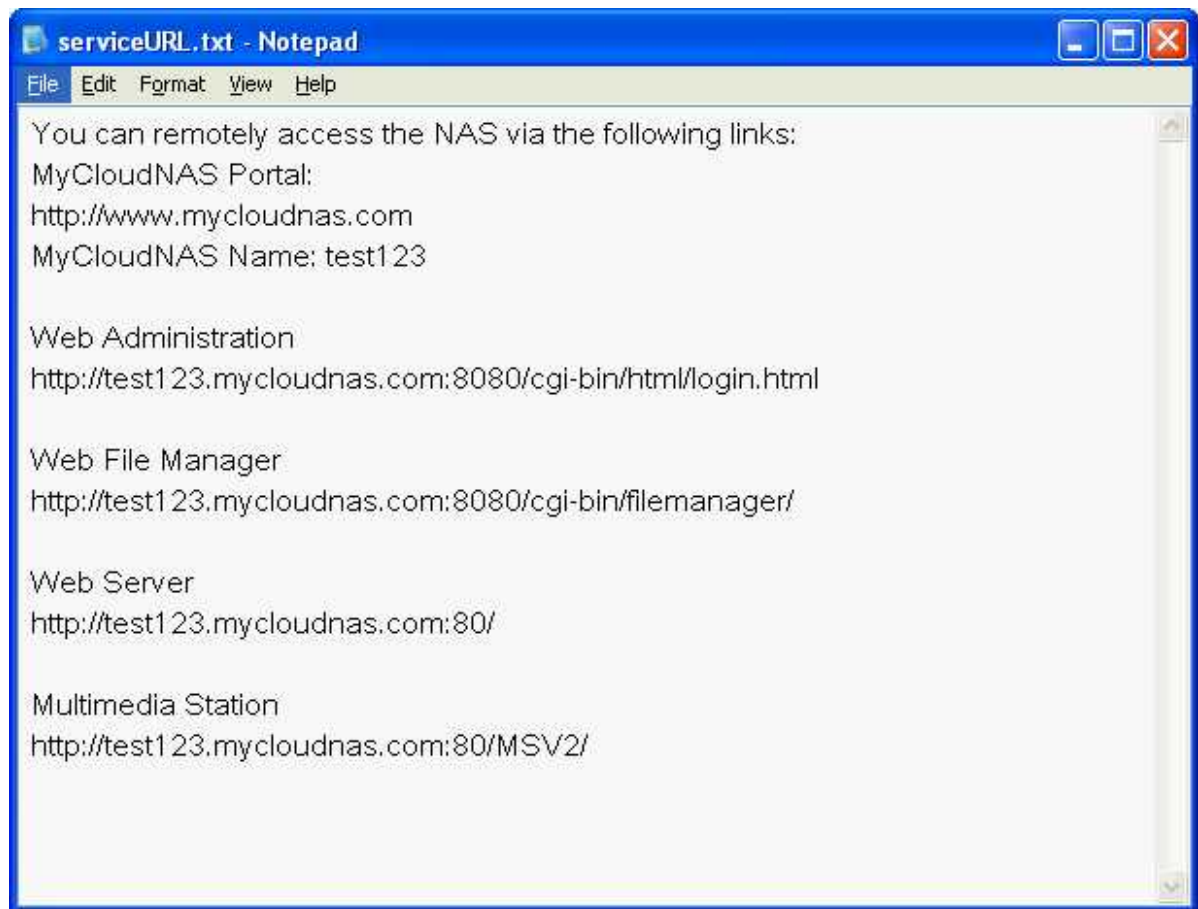 serviceURL.txt - Notepad
File Edit Format View Help
You can remotely access the NAS via the following links:
MyCloudNAS Portal:
http://www.mycloudnas.com
MyCloudNAS Name: test123
Web Administration
http://test123.mycloudnas.com:8080/cgi-bin/html/login.html
Web File Manager
http://test123.mycloudnas.com:8080/cgi-bin/filemanager/
Web Server
http://test123.mycloudnas.com:80/
Multimedia Station
http://test123.mycloudnas.com:80/MSV2/